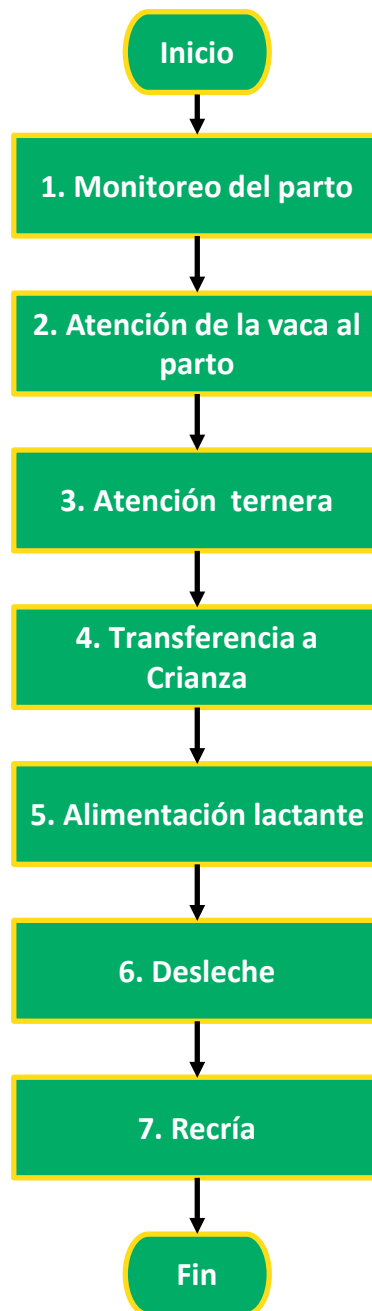 Inicio
1. Monitoreo del parto
2. Atención de la vaca al
parto
3. Atención ternera
4. Transferencia a
Crianza
5. Alimentación lactante
6. Desleche
7. Recría
Fin